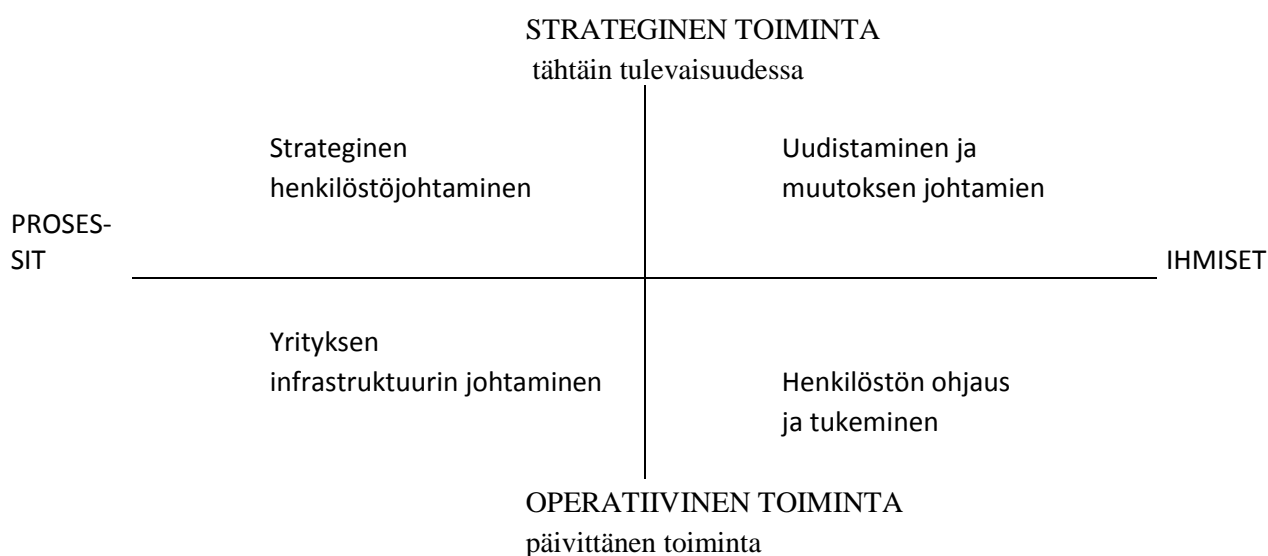 STRATEGINEN TOIMINTA
tähtäin tulevaisuudessa
Strateginen
henkilöstöjohtaminen
Uudistaminen ja
muutoksen johtamien
PROSES-
SIT
IHMISET
Yrityksen
infrastruktuurin johtaminen
Henkilöstön ohjaus
ja tukeminen
OPERATIIVINEN TOIMINTA
päivittänen toiminta